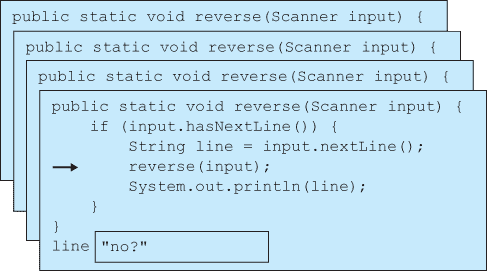 public static void reverse(Scanner input) {
public static void reverse(Scanner input) {
public static void reverse(Scanner input) {
public static void reverse(Scanner input) {
    if (input.hasNextLine()) {
        String line = input.nextLine();
        reverse(input);
        System.out.println(line);
    }
}
line "no?"